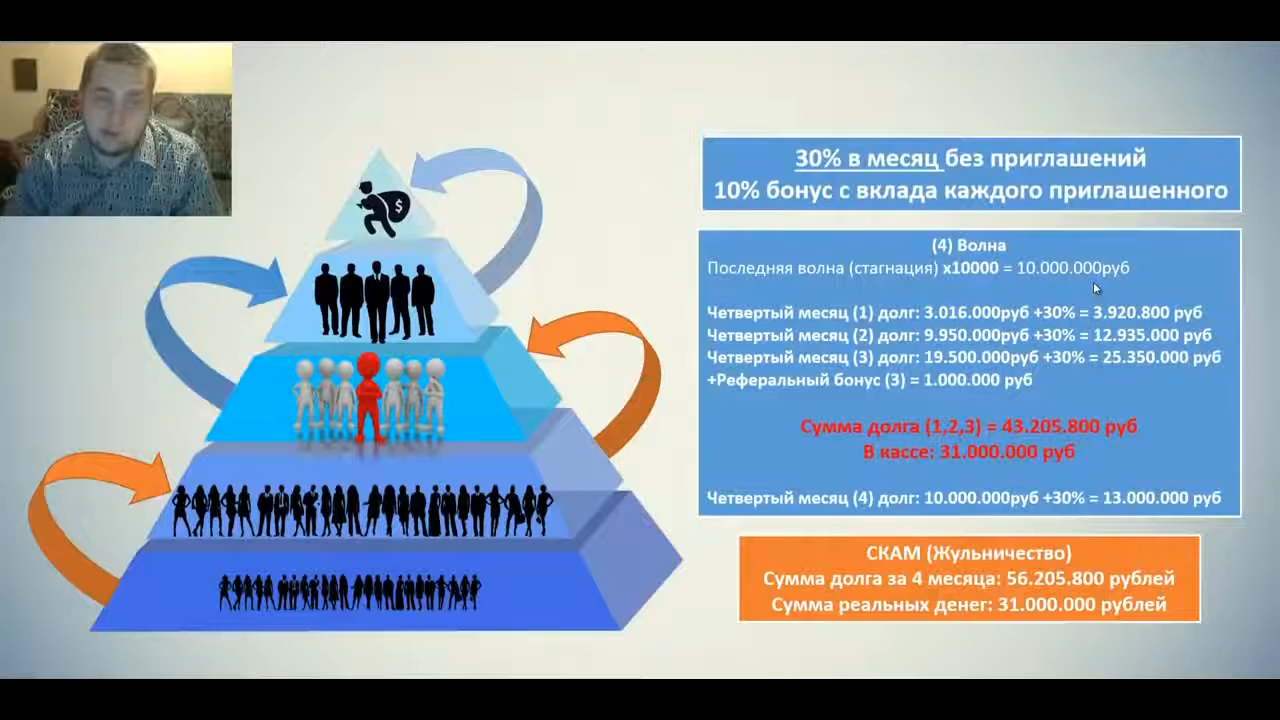 30% в месяц без приглашений
10% бонус с вклада каждого приглашенного
(4) Волна
Последняя волна (стагнация) x10000 = 10.000.000руб
Четвертый месяц (1) долг: 3.016.000руб +30% = 3.920.800 руб
Четвертый месяц (2) долг: 9.950.000руб +30% = 12.935.000 руб
Четвертый месяц (3) долг: 19.500.000руб +30% = 25.350.000 руб
+Реферальный бонус (3) = 1.000.000 руб
Сумма долга (1,2,3) = 43.205.800 руб
В кассе: 31.000.000 руб
Четвертый месяц (4) долг: 10.000.000руб +30% = 13.000.000 руб
СКАМ (Жульничество)
Сумма долга за 4 месяца: 56.205.800 рублей
Сумма реальных денег: 31.000.000 рублей
$